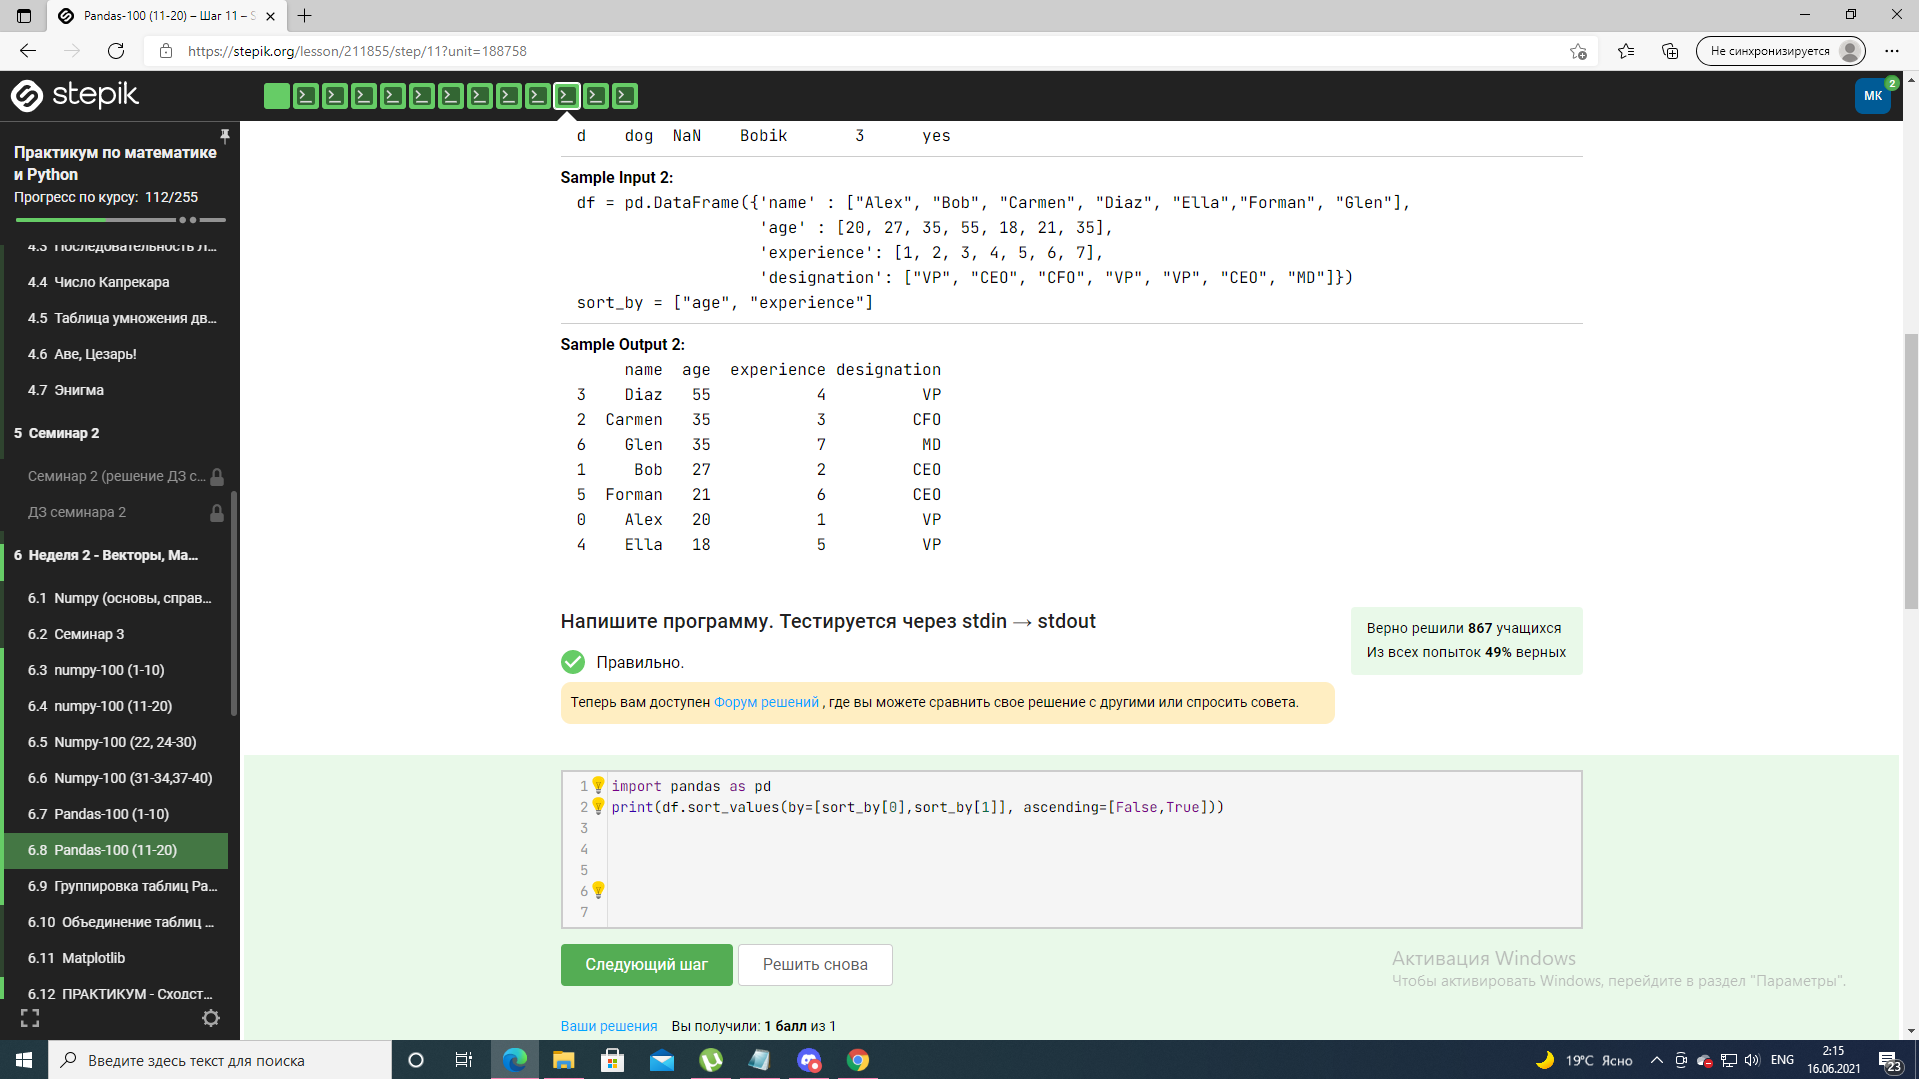 Pandas-100 (11-20) – Шаг 11 – S
https://stepik.org/lesson/211855/step/11?unit=188758
Не синхронизируется
stepik
МК
2
Практикум по математике
и Python
Прогресс по курсу: 112/255
4.3 Последовательность Л...
4.4 Число Капрекара
4.5 Таблица умножения дв...
4.6 Аве, Цезарь!
4.7 Энигма
5 Семинар 2
Семинар 2 (решение ДЗ с...
ДЗ семинара 2
6 Неделя 2 - Векторы, Ма...
6.1 Numpy (основы, справ...
6.2 Семинар 3
6.3 numpy-100 (1-10)
6.4 numpy-100 (11-20)
6.5 Numpy-100 (22, 24-30)
6.6 Numpy-100 (31-34,37-40)
6.7 Pandas-100 (1-10)
6.8 Pandas-100 (11-20)
6.9 Группировка таблиц Pa...
6.10 Объединение таблиц ...
6.11 Matplotlib
6.12 ПРАКТИКУМ - Сходст...
d dog NaN Bobik 3 yes
Sample Input 2:
df = pd.DataFrame({'name' : ["Alex", "Bob", "Carmen", "Diaz", "Ella","Forman", "Glen"],
'age' : [20, 27, 35, 55, 18, 21, 35],
'experience': [1, 2, 3, 4, 5, 6, 7],
'designation': ["VP", "CEO", "CFO", "VP", "VP", "CEO", "MD"]})
sort_by = ["age", "experience"]
Sample Output 2:
name age experience designation
3 Diaz 55 4 VP
2 Carmen 35 3 CFO
6 Glen 35 7 MD
1 Bob 27 2 CEO
5 Forman 21 6 CEO
0 Alex 20 1 VP
4 Ella 18 5 VP
Напишите программу. Тестируется через stdin → stdout
Верно решили 867 учащихся
Из всех попыток 49% верных
Правильно.
Теперь вам доступен Форум решений , где вы можете сравнить свое решение с другими или спросить совета.
1 import pandas as pd
2 print(df.sort_values(by=[sort_by[0],sort_by[1]], ascending=[False,True]))
3
4
5
6
7
Следующий шаг
Решить снова
Ваши решения Вы получили: 1 балл из 1
Активация Windows
Чтобы активировать Windows, перейдите в раздел "Параметры".
Введите здесь текст для поиска
19°C Ясно
ENG
2:15
16.06.2021
23